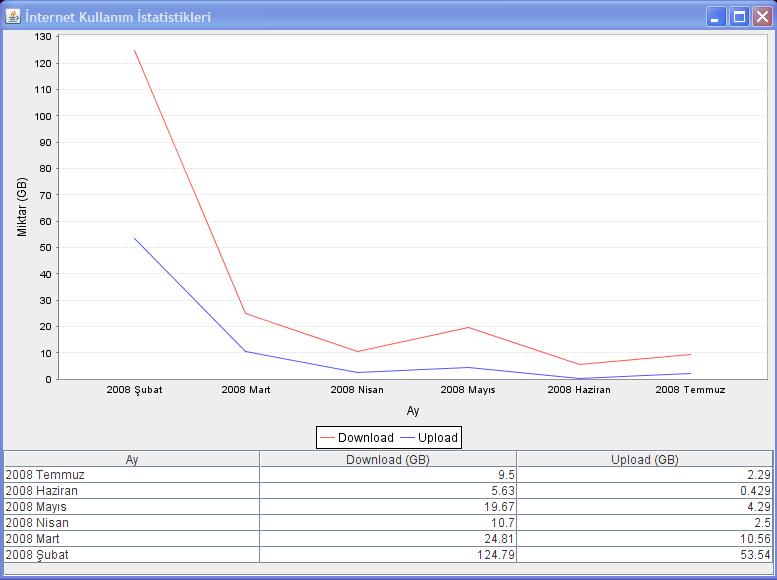 İnternet Kullanım İstatistikleri
130
120
110
100
90
80
70
60
50
40
30
20
10
0
Miktar (GB)
2008 Şubat 2008 Mart 2008 Nisan 2008 Mayıs 2008 Haziran 2008 Temmuz
Ay
Download Upload
Ay Download (GB) Upload (GB)
2008 Temmuz 9.5 2.29
2008 Haziran 5.63 0.429
2008 Mayıs 19.67 4.29
2008 Nisan 10.7 2.5
2008 Mart 24.81 10.56
2008 Şubat 124.79 53.54